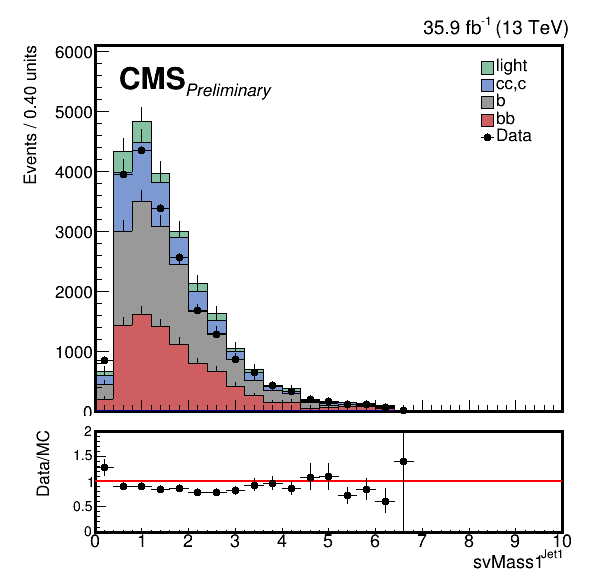 35.9 fb⁻¹ (13 TeV)
Events / 0.40 units
6000
5000
4000
3000
2000
1000
0
CMS Preliminary
light
cc,c
b
bb
Data
Data/MC
2
1.5
1
0.5
0
0 1 2 3 4 5 6 7 8 9 10
svMass1^Jet1